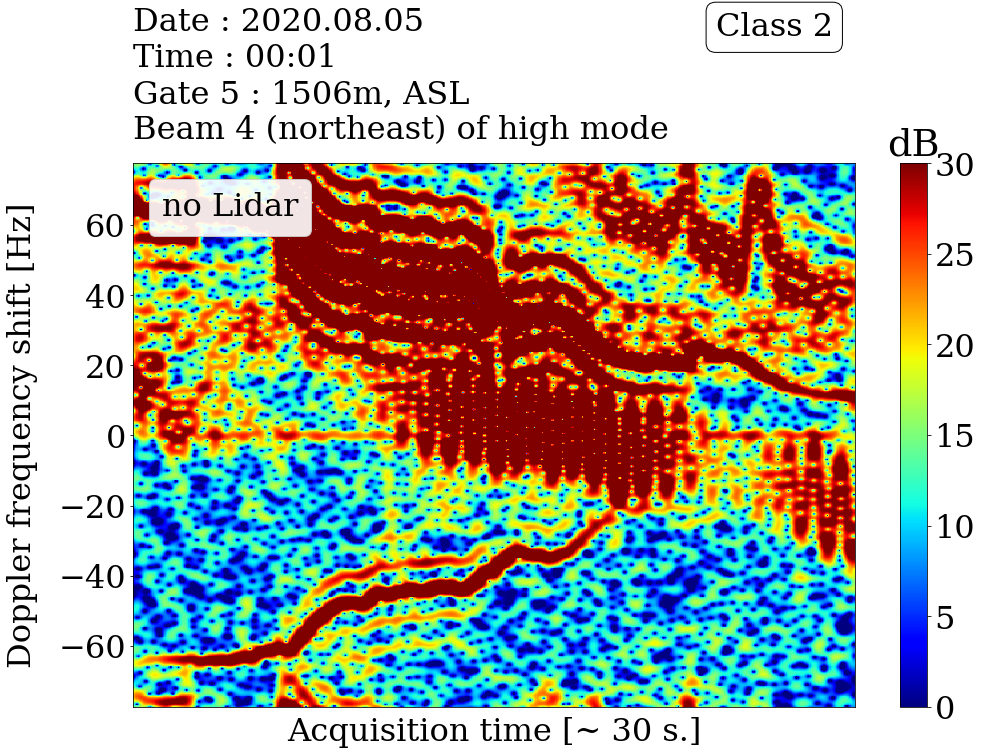 Date : 2020.08.05
Time : 00:01
Gate 5 : 1506m, ASL
Beam 4 (northeast) of high mode
Class 2
dB
no Lidar
Doppler frequency shift [Hz]
60
40
20
0
−20
−40
−60
30
25
20
15
10
5
0
Acquisition time [~ 30 s.]